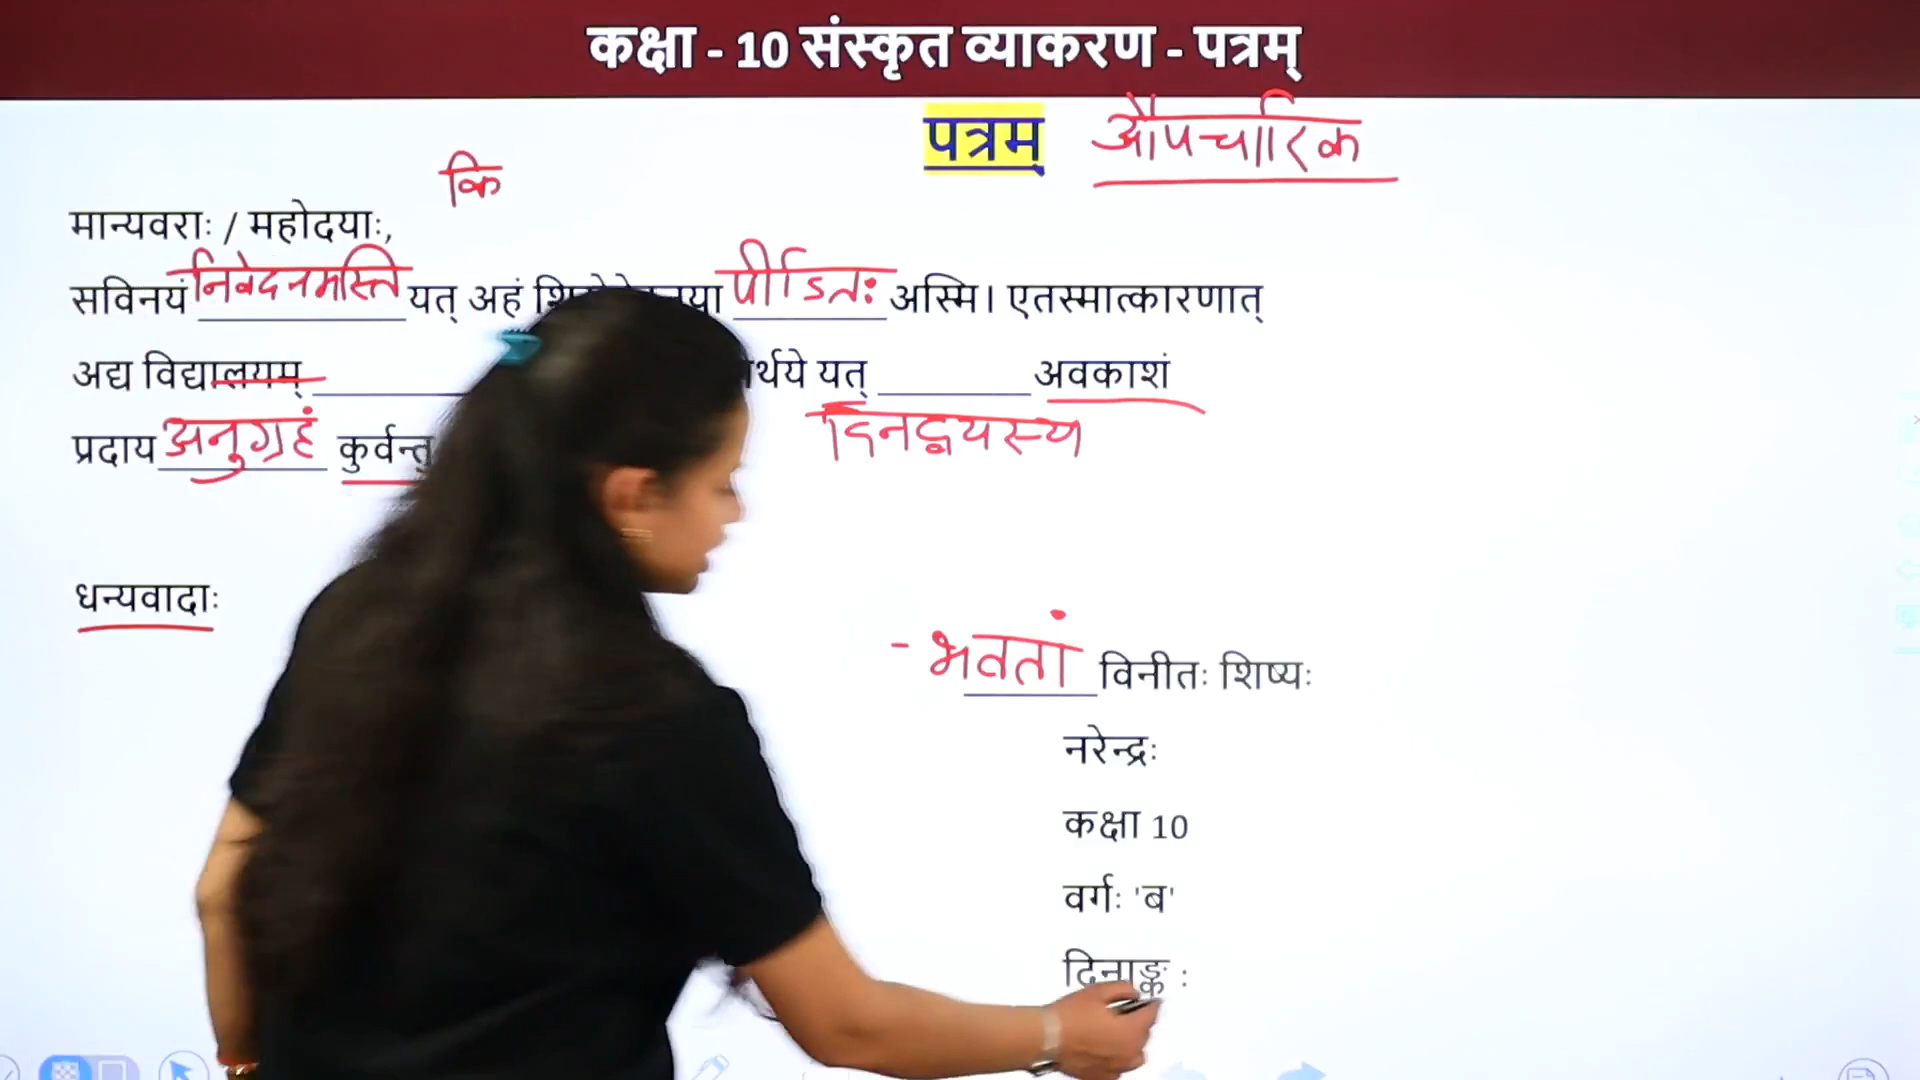 कक्षा - 10 संस्कृत व्याकरण - पत्रम्
पत्रम् औपचारिक
कि
मान्यवराः / महोदयाः,
सविनयं निवेदनमस्ति यत् अहं पीडितः अस्मि। एतस्मात्कारणात्
अद्य विद्यालयम् यत् अवकाशं
दिनद्वयस्य
प्रदाय अनुग्रहं कुर्वन्तु
धन्यवादाः
- भवतां विनीतः शिष्यः
नरेन्द्रः
कक्षा 10
वर्गः 'ब'
दिनाङ्क :